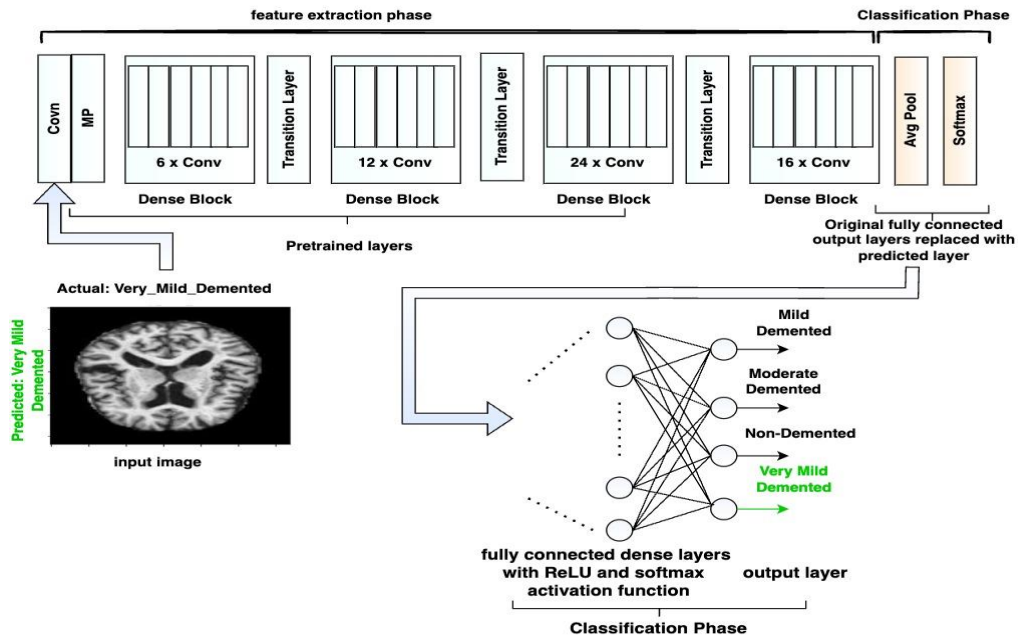 feature extraction phase
Classification Phase
Covn
MP
6 x Conv
Transition Layer
12 x Conv
Transition Layer
24 x Conv
Transition Layer
16 x Conv
Avg Pool
Softmax
Dense Block
Dense Block
Dense Block
Dense Block
Pretrained layers
Original fully connected
output layers replaced with
predicted layer
Actual: Very_Mild_Demented
Predicted: Very Mild
Demented
input image
Mild
Demented
Moderate
Demented
Non-Demented
Very Mild
Demented
fully connected dense layers
with ReLU and softmax
activation function
output layer
Classification Phase